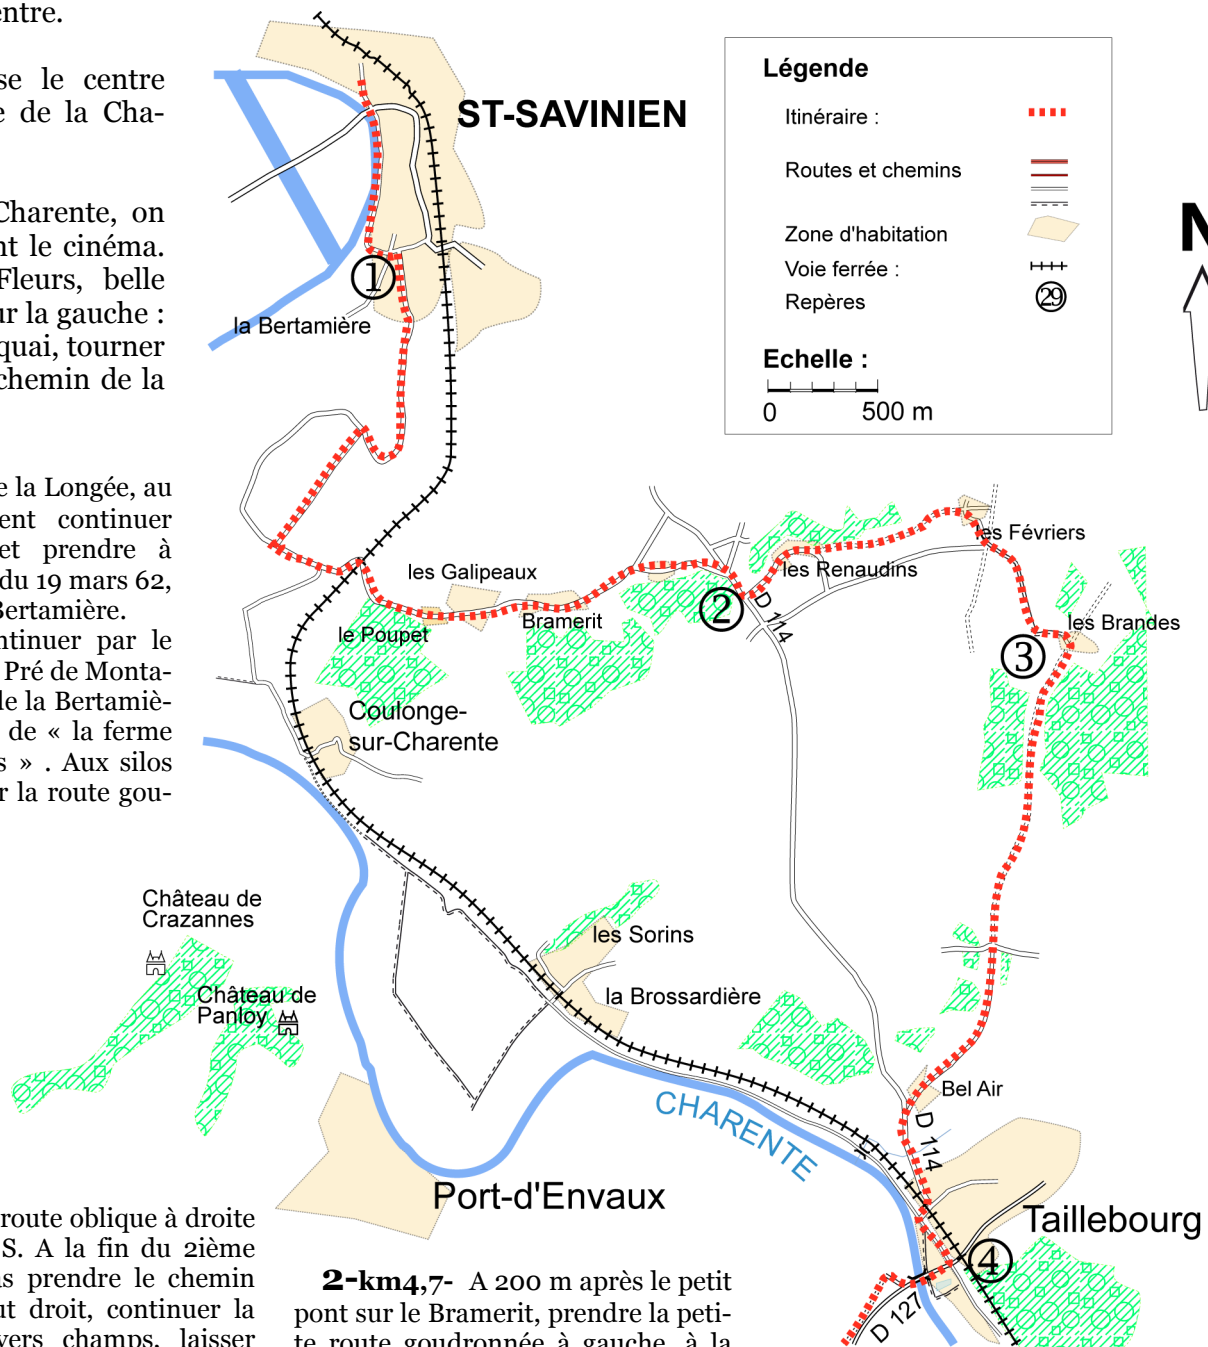 entre.
se le centre
e de la Cha-
Charente, on
nt le cinéma.
Fleurs, belle
ur la gauche :
quai, tourner
chemin de la
e la Longée, au
ent continuer
et prendre à
du 19 mars 62,
Bertamière.
ntinuer par le
Pré de Monta-
de la Bertamiè-
de « la ferme
s » . Aux silos
r la route gou-
ST-SAVINIEN
1
la Bertamière
Légende
Itinéraire :
Routes et chemins
Zone d'habitation
Voie ferrée :
Repères
29
Echelle :
0 500 m
N
les Galipeaux
le Poupet
Bramerit
2
D 114
les Renaudins
les Févriers
3
les Brandes
Coulonge-
sur-Charente
Château de
Crazannes
Château de
Panloy
les Sorins
la Brossardière
Bel Air
D 114
CHARENTE
Port-d'Envaux
Taillebourg
4
D 127
route oblique à droite
S. A la fin du 2ième
s prendre le chemin
ut droit, continuer la
vers champs, laisser
2-km4,7- A 200 m après le petit
pont sur le Bramerit, prendre la peti-
te route goudronnée à gauche, à la